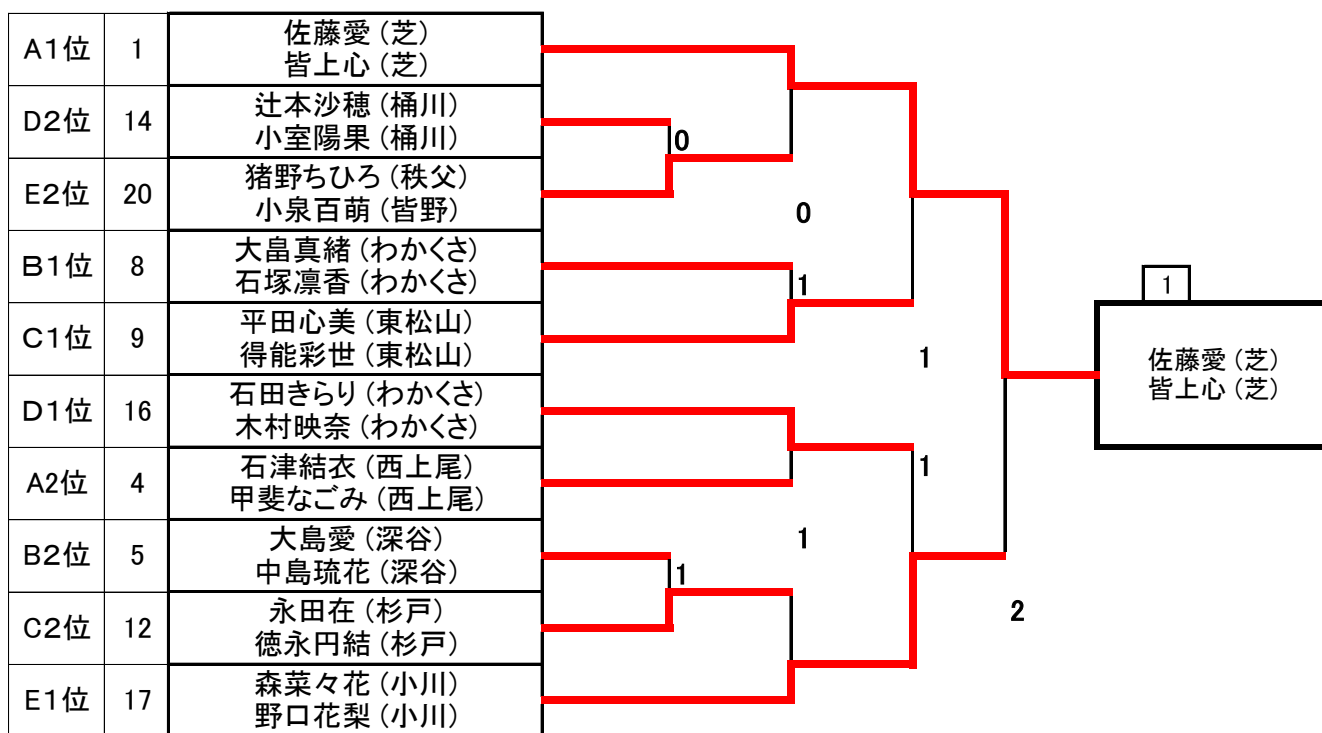 A1位 1 佐藤愛（芝）
皆上心（芝）
D2位 14 辻本沙穂（桶川）
小室陽果（桶川）
0
E2位 20 猪野ちひろ（秩父）
小泉百萌（皆野）
0
B1位 8 大畠真緒（わかくさ）
石塚凛香（わかくさ）
1
1
C1位 9 平田心美（東松山）
得能彩世（東松山）
1
佐藤愛（芝）
皆上心（芝）
D1位 16 石田きらり（わかくさ）
木村映奈（わかくさ）
1
A2位 4 石津結衣（西上尾）
甲斐なごみ（西上尾）
1
B2位 5 大島愛（深谷）
中島琉花（深谷）
1
C2位 12 永田在（杉戸）
徳永円結（杉戸）
2
E1位 17 森菜々花（小川）
野口花梨（小川）